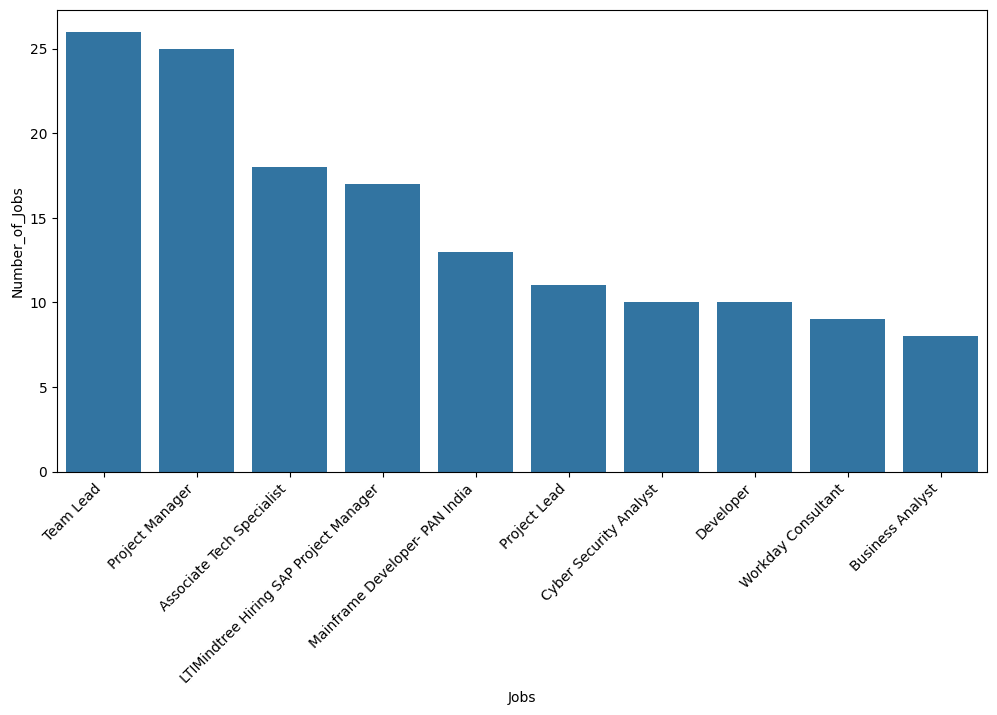 25
20
15
10
5
0
Number_of_Jobs
Team Lead
Project Manager
Associate Tech Specialist
LTIMindtree Hiring SAP Project Manager
Mainframe Developer- PAN India
Project Lead
Cyber Security Analyst
Developer
Workday Consultant
Business Analyst
Jobs